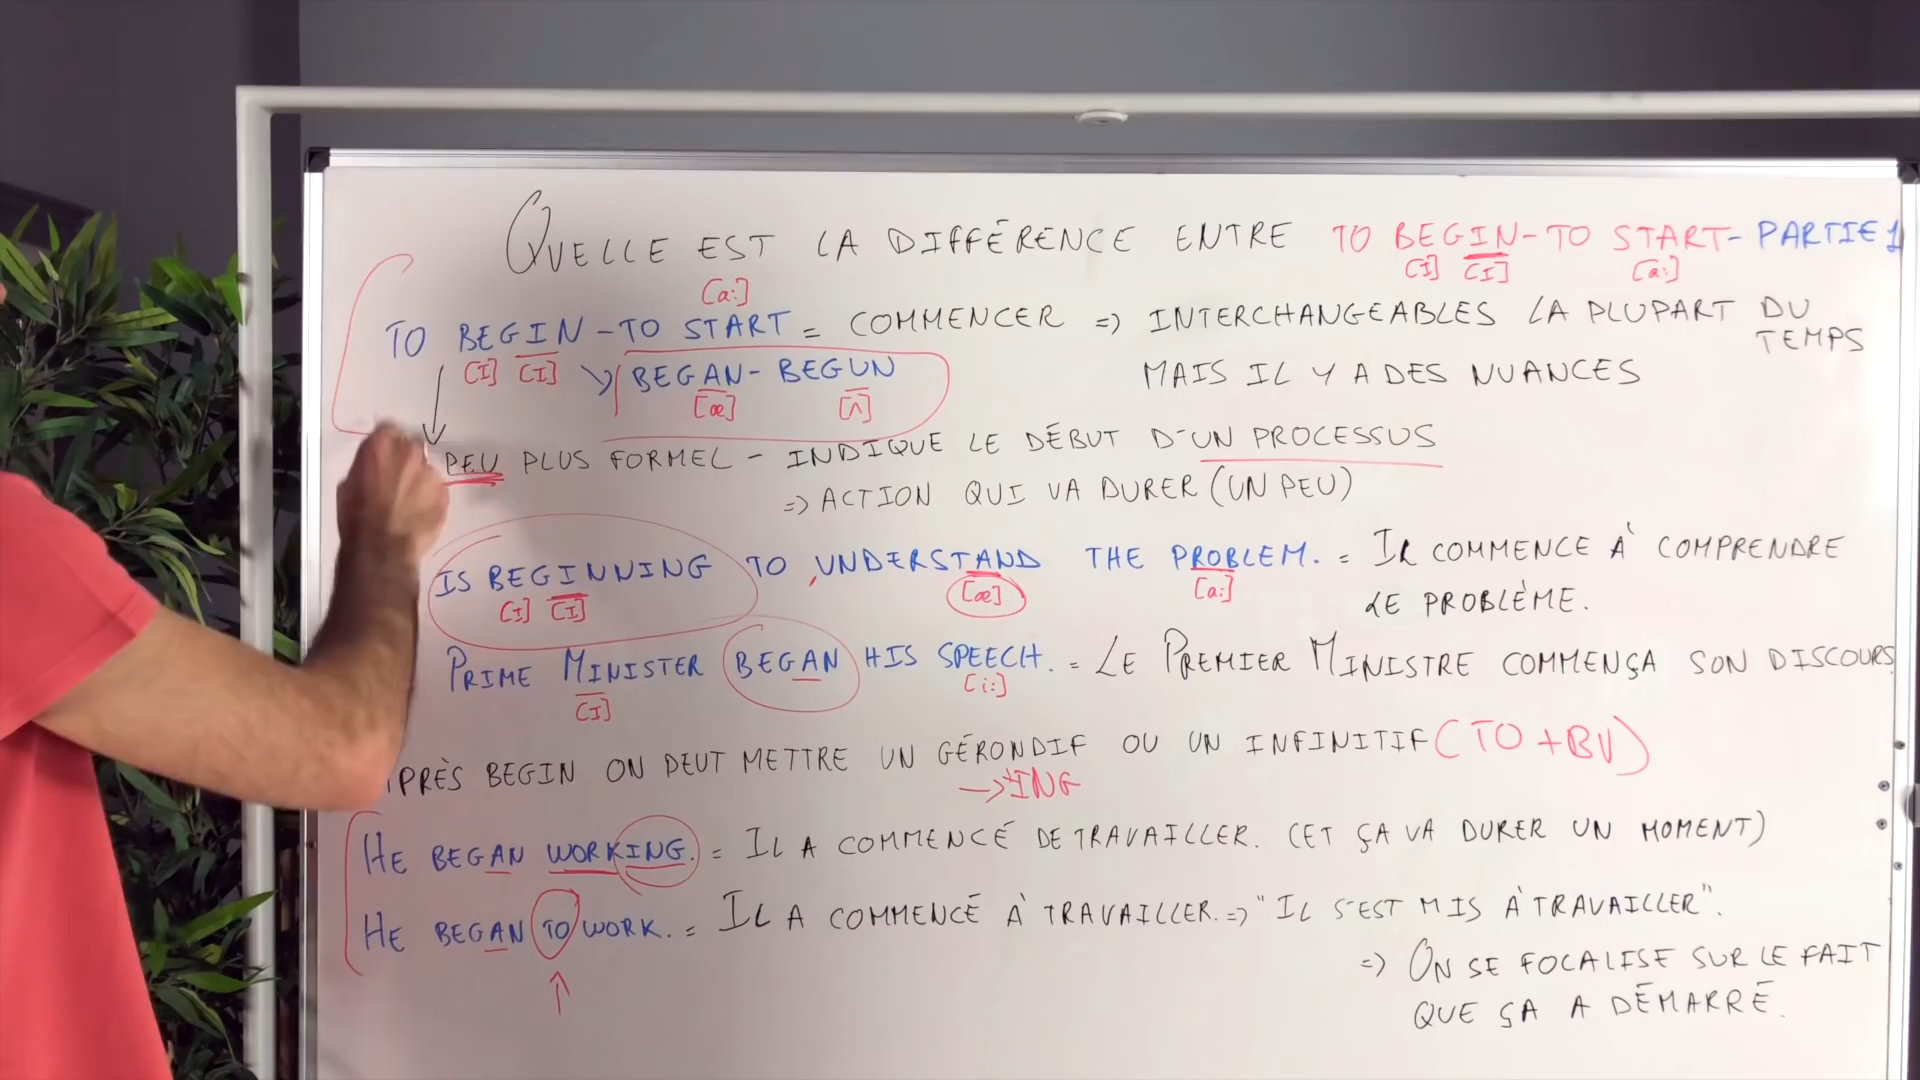 QUELLE EST LA DIFFÉRENCE ENTRE TO BEGIN-TO START-PARTIE 1
[I] [I] [a:]
[a:]
TO BEGIN-TO START = COMMENCER => INTERCHANGEABLES LA PLUPART DU TEMPS
[I] [I] BEGAN-BEGUN MAIS IL Y A DES NUANCES
[æ] [ʌ]
PEU PLUS FORMEL - INDIQUE LE DÉBUT D'UN PROCESSUS
=> ACTION QUI VA DURER (UN PEU)
IS BEGINNING TO UNDERSTAND THE PROBLEM. = IL COMMENCE À COMPRENDRE
[I] [I] [æ] [a:] LE PROBLÈME.
PRIME MINISTER BEGAN HIS SPEECH. = LE PREMIER MINISTRE COMMENÇA SON DISCOURS
[I] [i:]
PRÈS BEGIN ON PEUT METTRE UN GÉRONDIF OU UN INFINITIF (TO+BV)
→ING
HE BEGAN WORKING. = IL A COMMENCÉ DE TRAVAILLER. (ET ÇA VA DURER UN MOMENT)
HE BEGAN TO WORK. = IL A COMMENCÉ À TRAVAILLER. => "IL S'EST MIS À TRAVAILLER".
=> ON SE FOCALISE SUR LE FAIT
QUE ÇA A DÉMARRÉ.